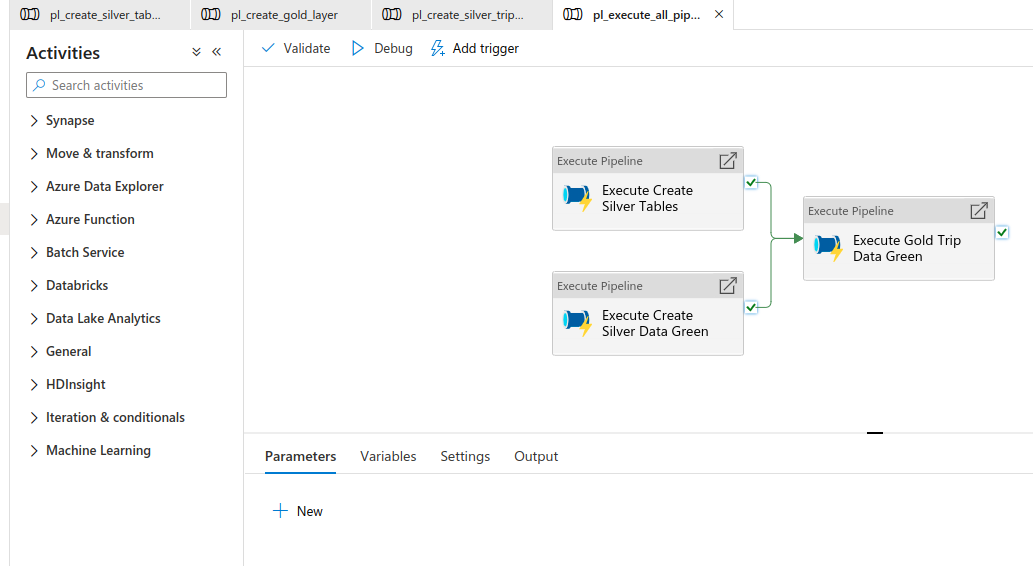 pl_create_silver_tab...
pl_create_gold_layer
pl_create_silver_trip...
pl_execute_all_pip...
Activities
Validate
Debug
Add trigger
Search activities
Synapse
Move & transform
Azure Data Explorer
Azure Function
Batch Service
Databricks
Data Lake Analytics
General
HDInsight
Iteration & conditionals
Machine Learning
Execute Pipeline
Execute Create
Silver Tables
Execute Pipeline
Execute Gold Trip
Data Green
Execute Pipeline
Execute Create
Silver Data Green
Parameters
Variables
Settings
Output
New